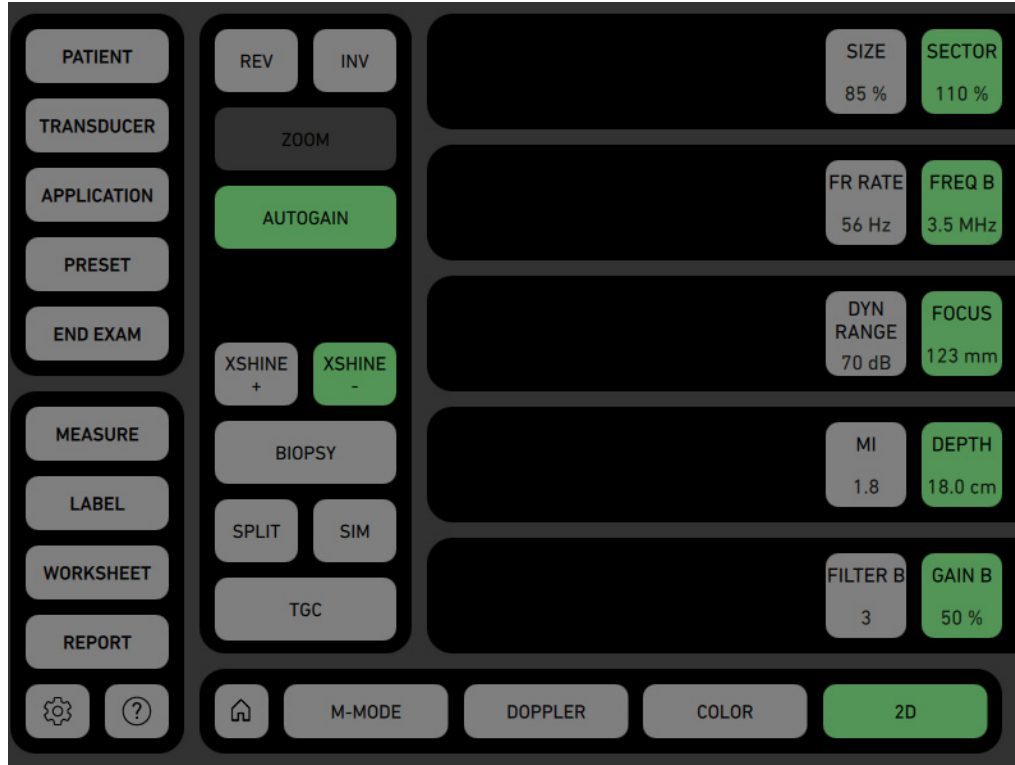 PATIENT
TRANSDUCER
APPLICATION
PRESET
END EXAM
MEASURE
LABEL
WORKSHEET
REPORT
?
REV INV
ZOOM
AUTOGAIN
XSHINE XSHINE
+ -
BIOPSY
SPLIT SIM
TGC
SIZE SECTOR
85 % 110 %
FR RATE FREQ B
56 Hz 3.5 MHz
DYN
RANGE
70 dB
FOCUS
123 mm
MI DEPTH
1.8 18.0 cm
FILTER B GAIN B
3 50 %
M-MODE DOPPLER COLOR 2D